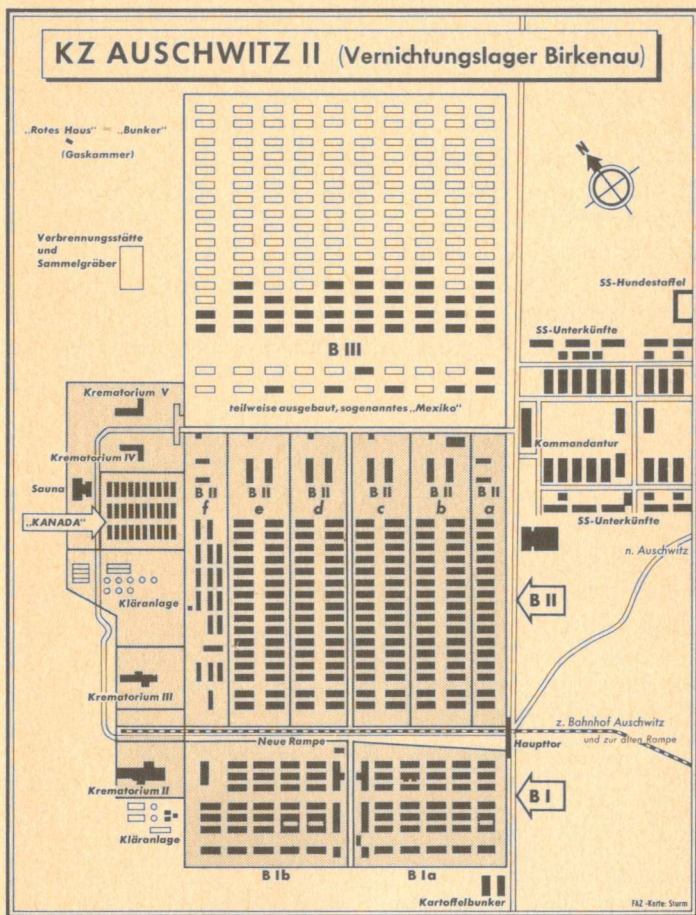 KZ AUSCHWITZ II (Vernichtungslager Birkenau)
„Rotes Haus" „Bunker"
(Gaskammer)
N
Verbrennungsstätte
und
Sammelgräber
SS-Hundestaffel
SS-Unterkünfte
B III
teilweise ausgebaut, sogenanntes „Mexiko"
Krematorium V
Kommandantur
Krematorium IV
Sauna
„KANADA"
B II
f
B II
e
B II
d
B II
c
B II
b
B II
a
SS-Unterkünfte
n. Auschwitz
Kläranlage
B II
Krematorium III
z. Bahnhof Auschwitz
und zur alten Rampe
Neue Rampe
Haupttor
Krematorium II
B I
Kläranlage
B Ib
B Ia
Kartoffelbunker
FAZ-Karte: Sturm